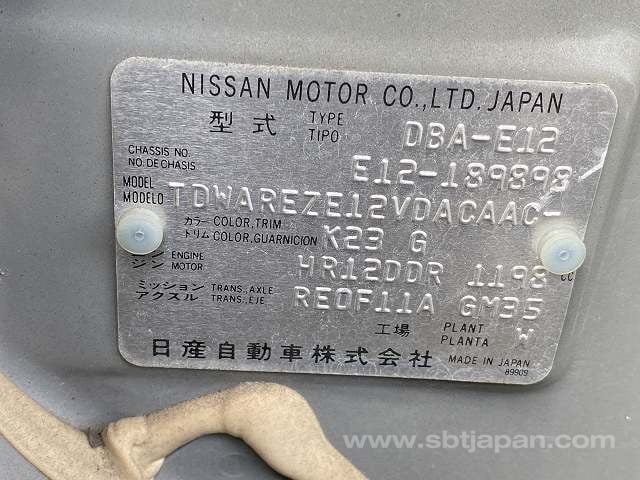 NISSAN MOTOR CO.,LTD. JAPAN
型式 TYPE TIPO DBA-E12
CHASSIS NO. NO. DE CHASIS E12-189898
MODEL MODELO TDWAREZE12VDACAAC-
カラー COLOR,TRIM トリム COLOR,GUARNICION K23 G
ENGINE MOTOR HR12DDR 1198 CC
ミッション TRANS.,AXLE アクスル TRANS.,EJE RE0F11A GM35
工場 PLANT PLANTA W
日産自動車株式会社 MADE IN JAPAN
89909
www.sbtjapan.com